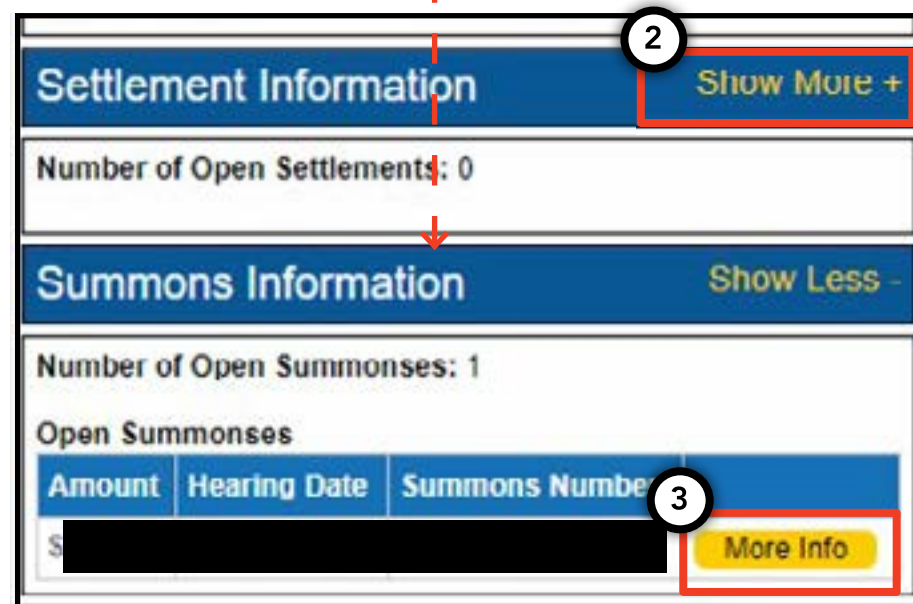 2
Settlement Information Show More +
Number of Open Settlements: 0
Summons Information Show Less -
Number of Open Summonses: 1
Open Summonses
Amount Hearing Date Summons Number
3
More Info